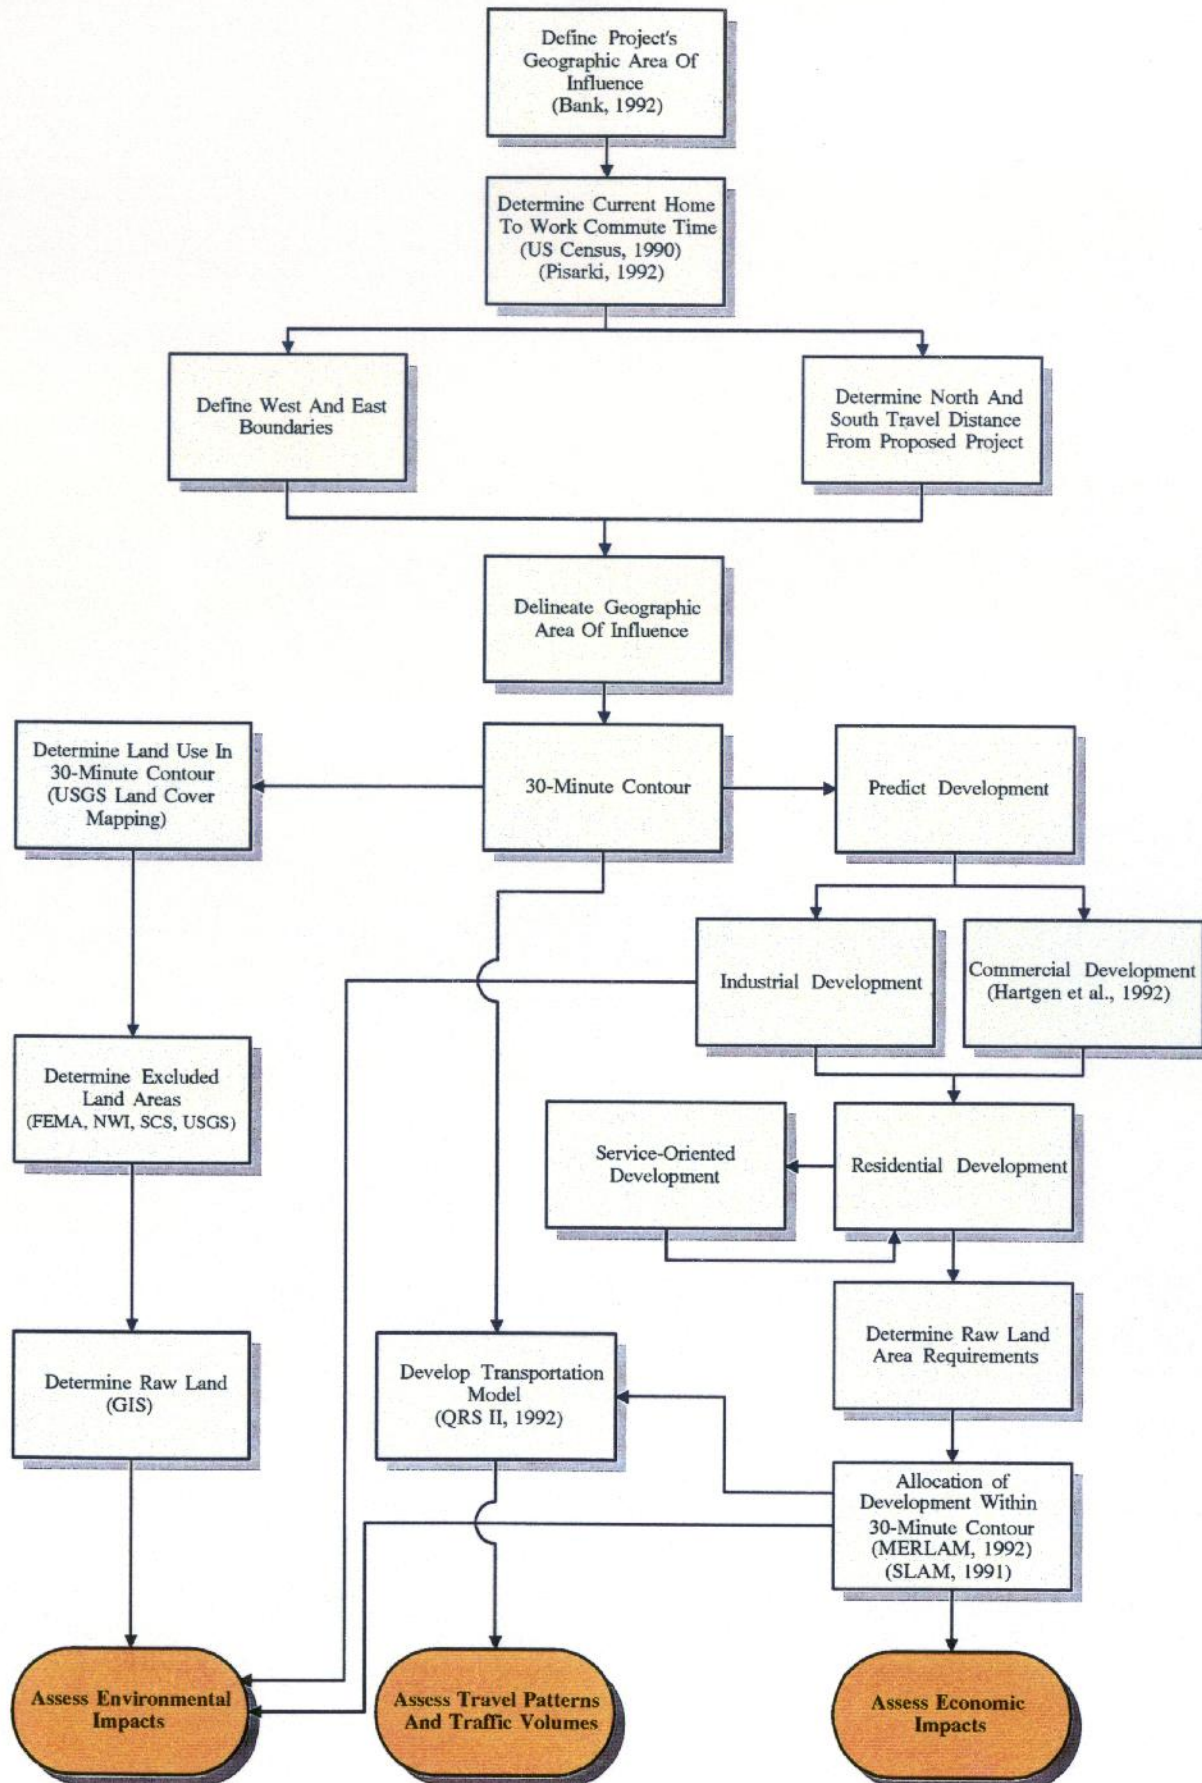 Define Project's
Geographic Area Of
Influence
(Bank, 1992)
Determine Current Home
To Work Commute Time
(US Census, 1990)
(Pisarki, 1992)
Define West And East
Boundaries
Determine North And
South Travel Distance
From Proposed Project
Delineate Geographic
Area Of Influence
Determine Land Use In
30-Minute Contour
(USGS Land Cover
Mapping)
30-Minute Contour
Predict Development
Industrial Development
Commercial Development
(Hartgen et al., 1992)
Determine Excluded
Land Areas
(FEMA, NWI, SCS, USGS)
Service-Oriented
Development
Residential Development
Determine Raw Land
(GIS)
Develop Transportation
Model
(QRS II, 1992)
Determine Raw Land
Area Requirements
Allocation of
Development Within
30-Minute Contour
(MERLAM, 1992)
(SLAM, 1991)
Assess Environmental
Impacts
Assess Travel Patterns
And Traffic Volumes
Assess Economic
Impacts